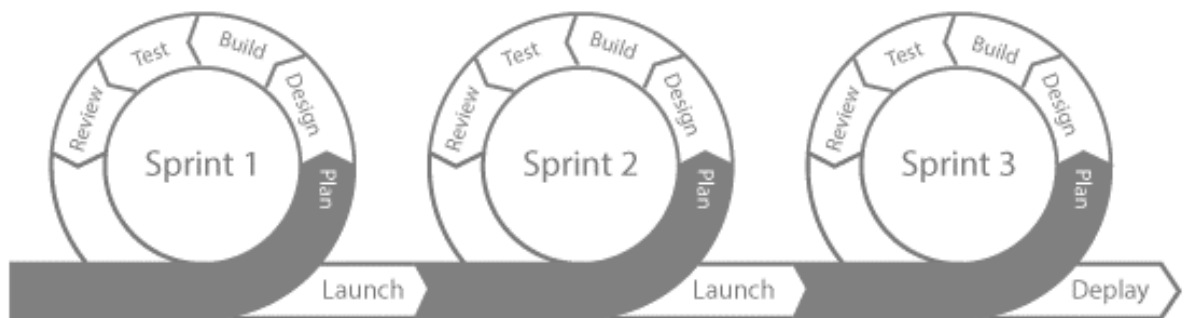 Test
Build
Review
Design
Sprint 1
Plan
Launch
Test
Build
Review
Design
Sprint 2
Plan
Launch
Test
Build
Review
Design
Sprint 3
Plan
Deplay